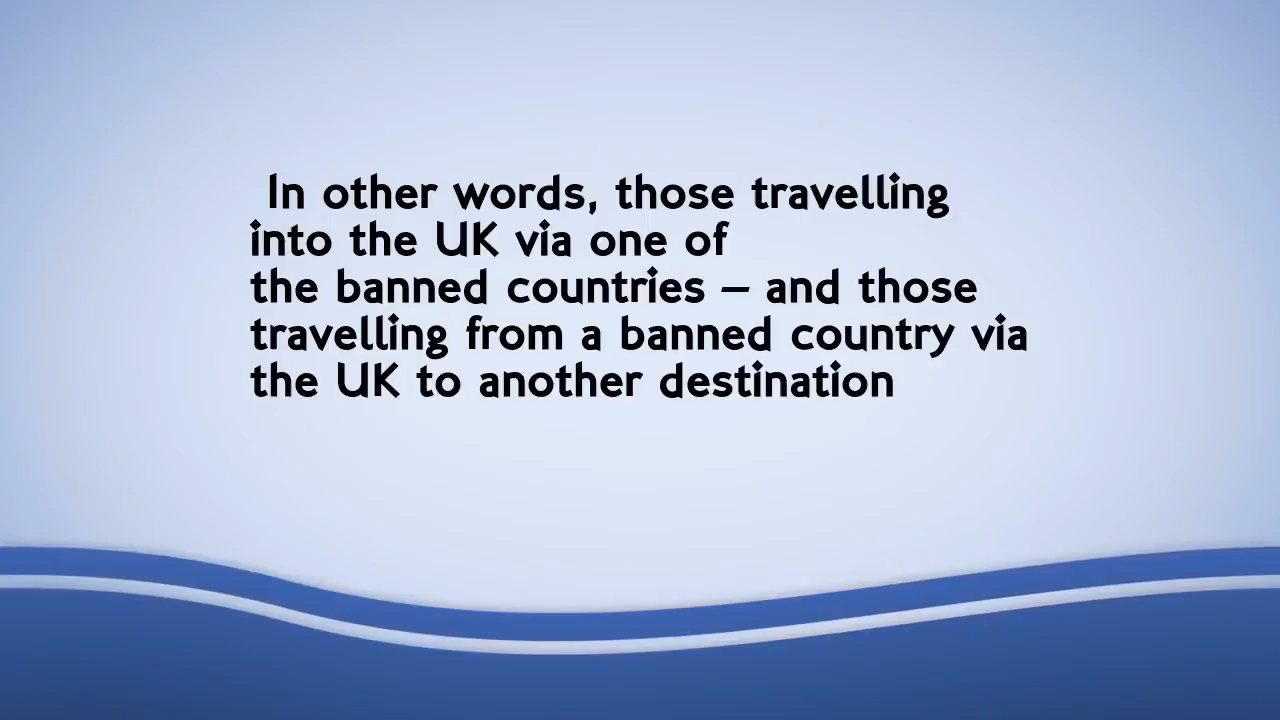 In other words, those travelling
into the UK via one of
the banned countries – and those
travelling from a banned country via
the UK to another destination